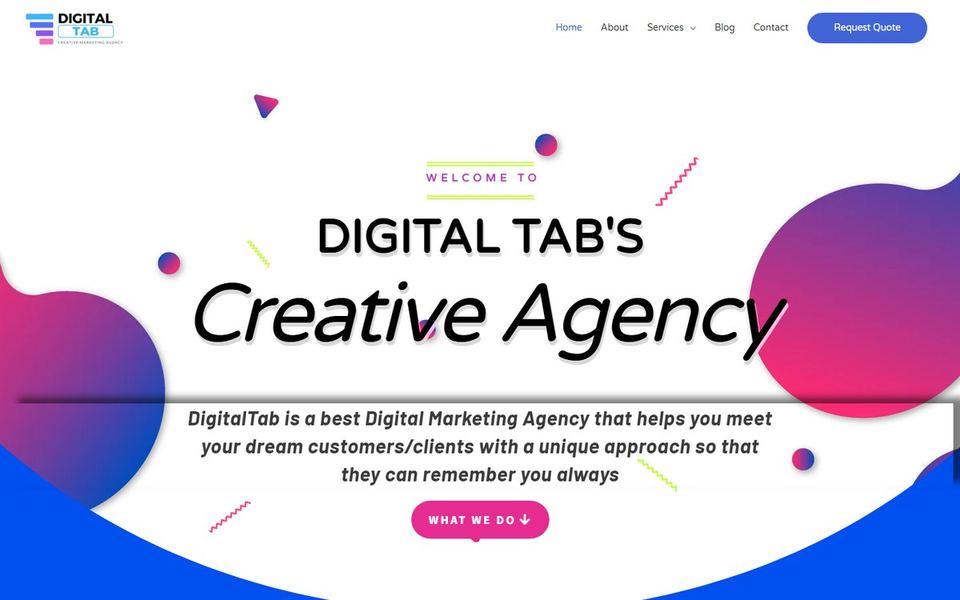 DIGITAL
TAB
CREATIVE MARKETING AGENCY
Home About Services Blog Contact Request Quote
WELCOME TO
DIGITAL TAB'S
Creative Agency
DigitalTab is a best Digital Marketing Agency that helps you meet
your dream customers/clients with a unique approach so that
they can remember you always
WHAT WE DO